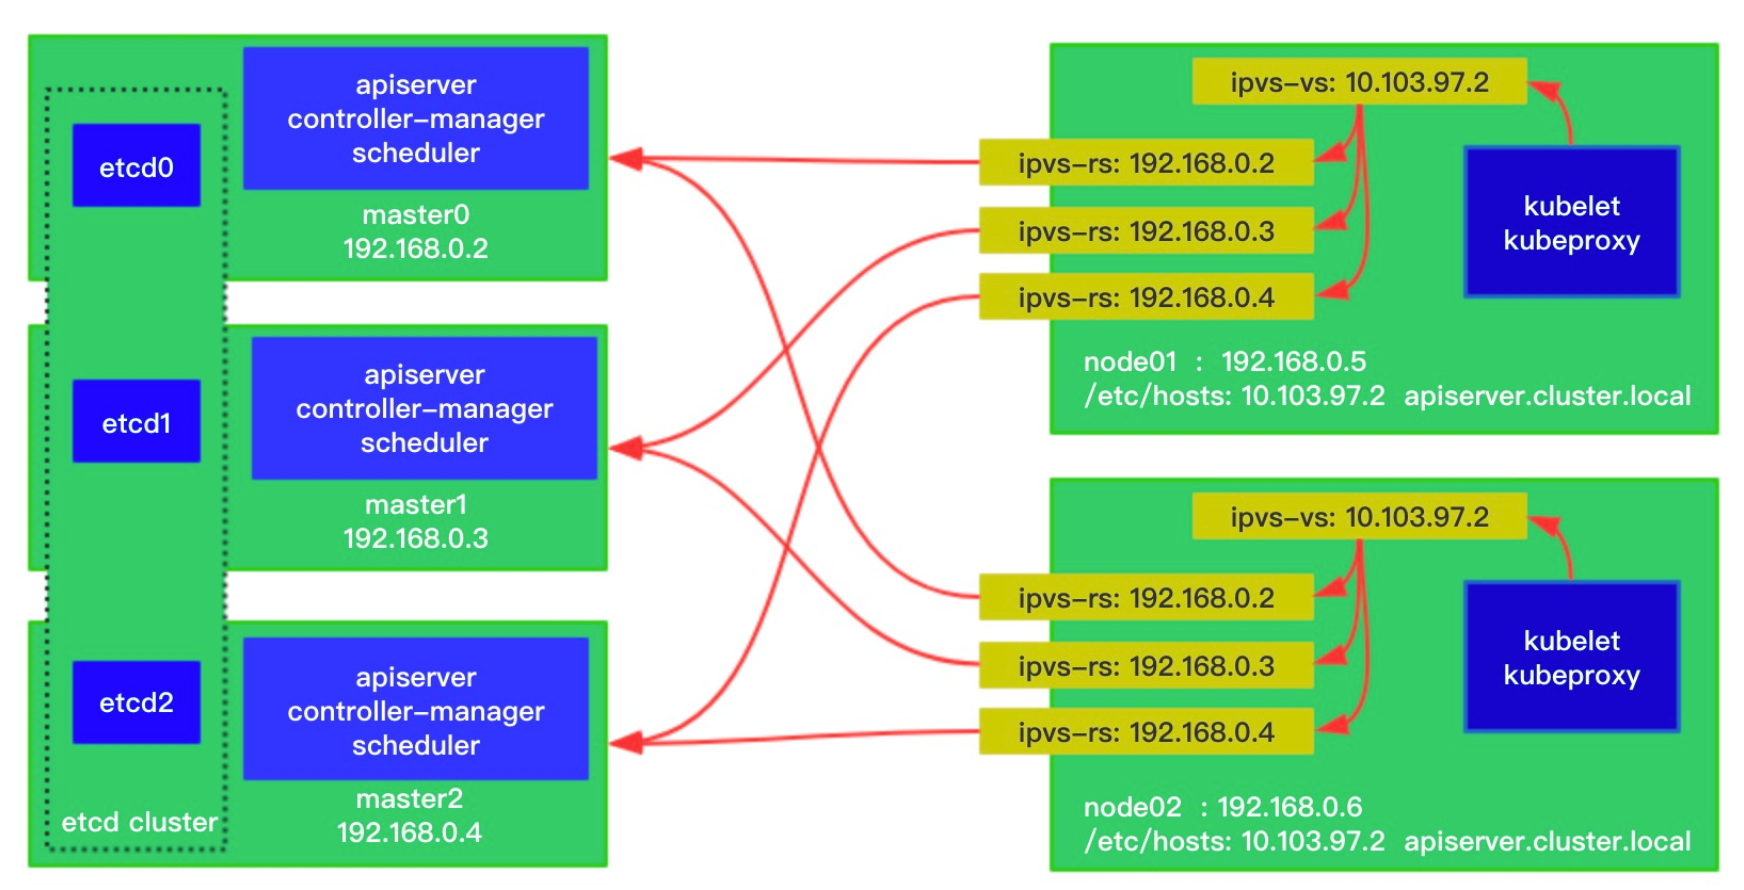 apiserver
controller-manager
scheduler
etcd0
master0
192.168.0.2
apiserver
controller-manager
scheduler
etcd1
master1
192.168.0.3
apiserver
controller-manager
scheduler
etcd2
master2
192.168.0.4
etcd cluster
ipvs-vs: 10.103.97.2
ipvs-rs: 192.168.0.2
ipvs-rs: 192.168.0.3
ipvs-rs: 192.168.0.4
kubelet
kubeproxy
node01 : 192.168.0.5
/etc/hosts: 10.103.97.2 apiserver.cluster.local
ipvs-vs: 10.103.97.2
ipvs-rs: 192.168.0.2
ipvs-rs: 192.168.0.3
ipvs-rs: 192.168.0.4
kubelet
kubeproxy
node02 : 192.168.0.6
/etc/hosts: 10.103.97.2 apiserver.cluster.local